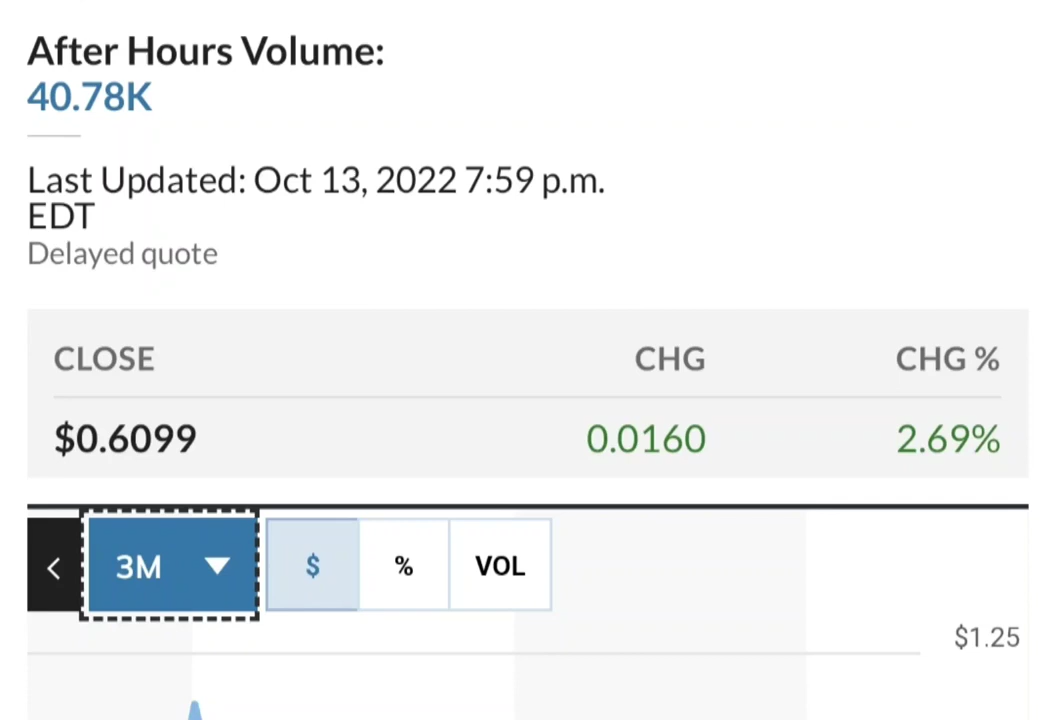 After Hours Volume:
40.78K
Last Updated: Oct 13, 2022 7:59 p.m.
EDT
Delayed quote
CLOSE CHG CHG %
$0.6099 0.0160 2.69%
3M $ % VOL
$1.25